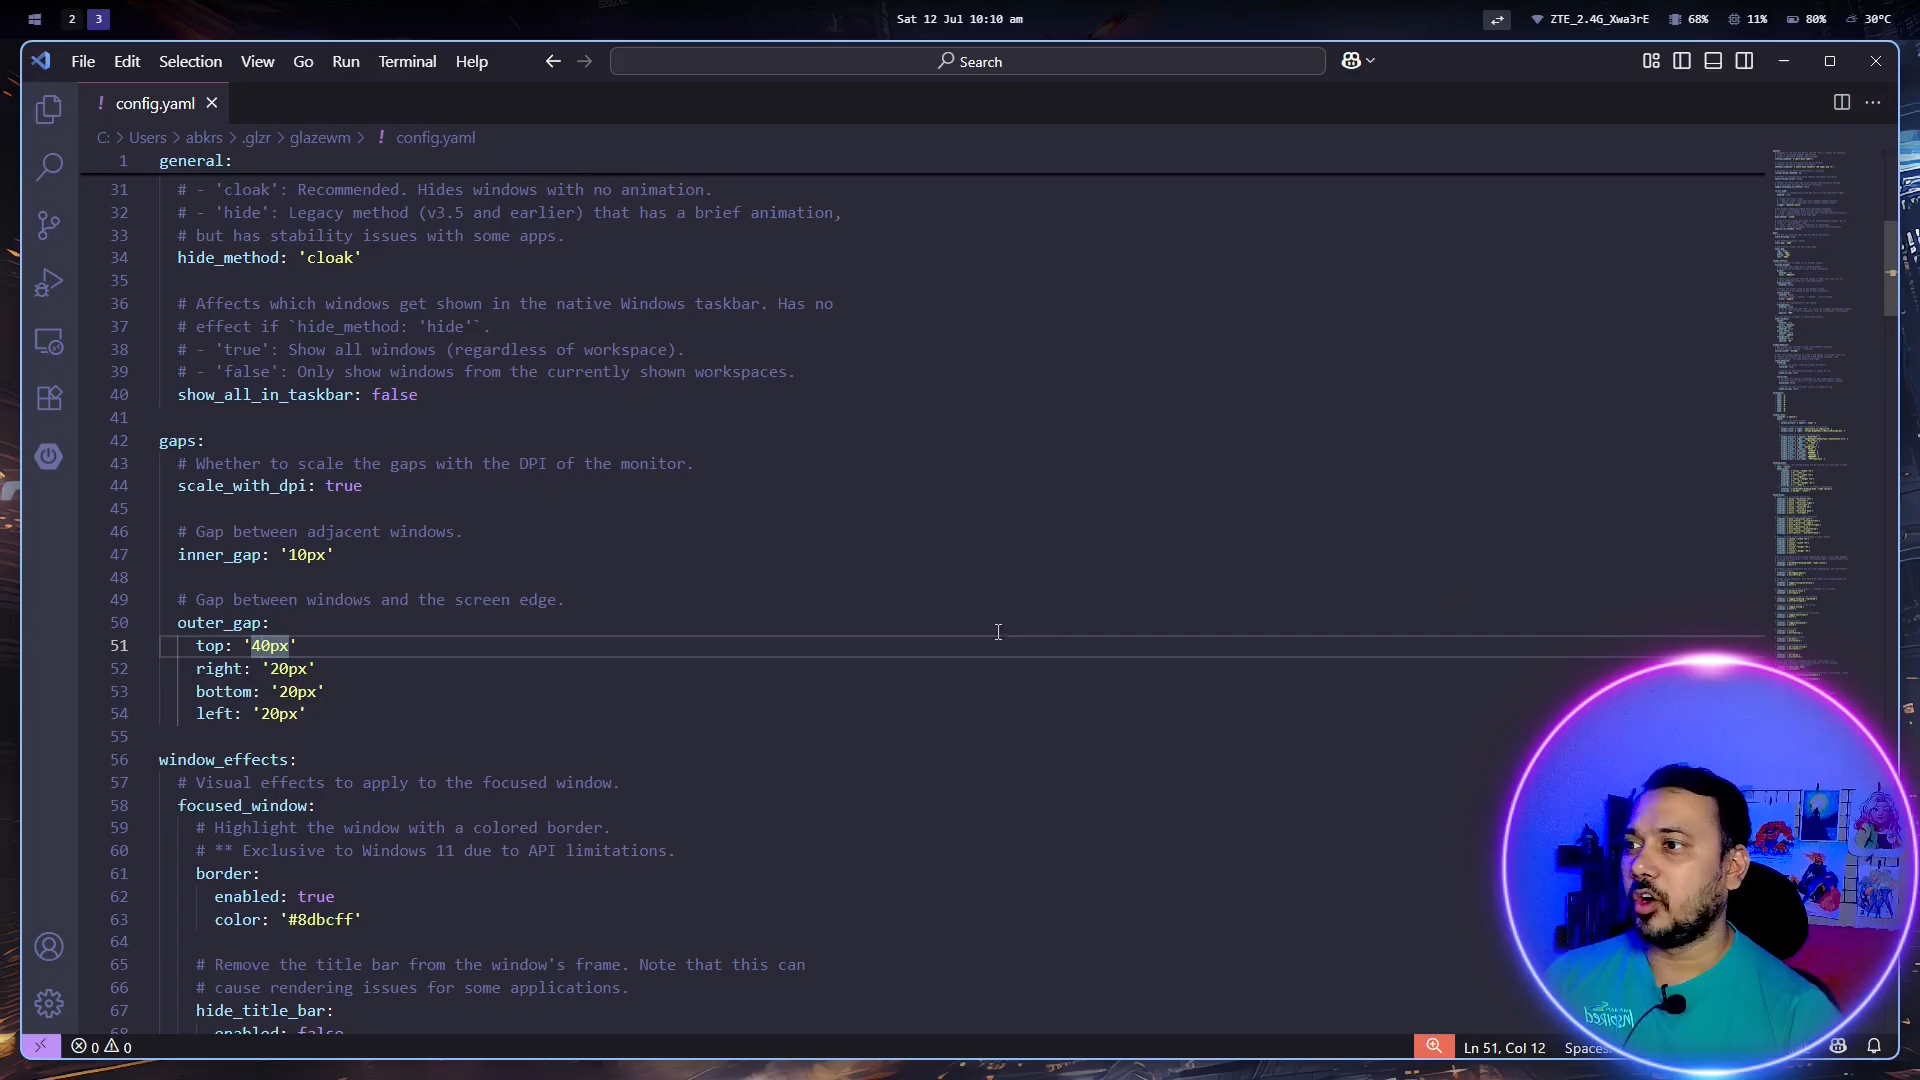 2 3 Sat 12 Jul 10:10 am ZTE_2.4G_Xwa3rE 68% 11% 80% 30°C
File Edit Selection View Go Run Terminal Help Search
! config.yaml
C: > Users > abkrs > .glzr > glazewm > ! config.yaml
1 general:
31 # - 'cloak': Recommended. Hides windows with no animation.
32 # - 'hide': Legacy method (v3.5 and earlier) that has a brief animation,
33 # but has stability issues with some apps.
34 hide_method: 'cloak'
35
36 # Affects which windows get shown in the native Windows taskbar. Has no
37 # effect if `hide_method: 'hide'`.
38 # - 'true': Show all windows (regardless of workspace).
39 # - 'false': Only show windows from the currently shown workspaces.
40 show_all_in_taskbar: false
41
42 gaps:
43 # Whether to scale the gaps with the DPI of the monitor.
44 scale_with_dpi: true
45
46 # Gap between adjacent windows.
47 inner_gap: '10px'
48
49 # Gap between windows and the screen edge.
50 outer_gap:
51 top: '40px'
52 right: '20px'
53 bottom: '20px'
54 left: '20px'
55
56 window_effects:
57 # Visual effects to apply to the focused window.
58 focused_window:
59 # Highlight the window with a colored border.
60 # ** Exclusive to Windows 11 due to API limitations.
61 border:
62 enabled: true
63 color: '#8dbcff'
64
65 # Remove the title bar from the window's frame. Note that this can
66 # cause rendering issues for some applications.
67 hide_title_bar:
68 enabled: false
Inspired
0 0 Ln 51, Col 12 Spaces: